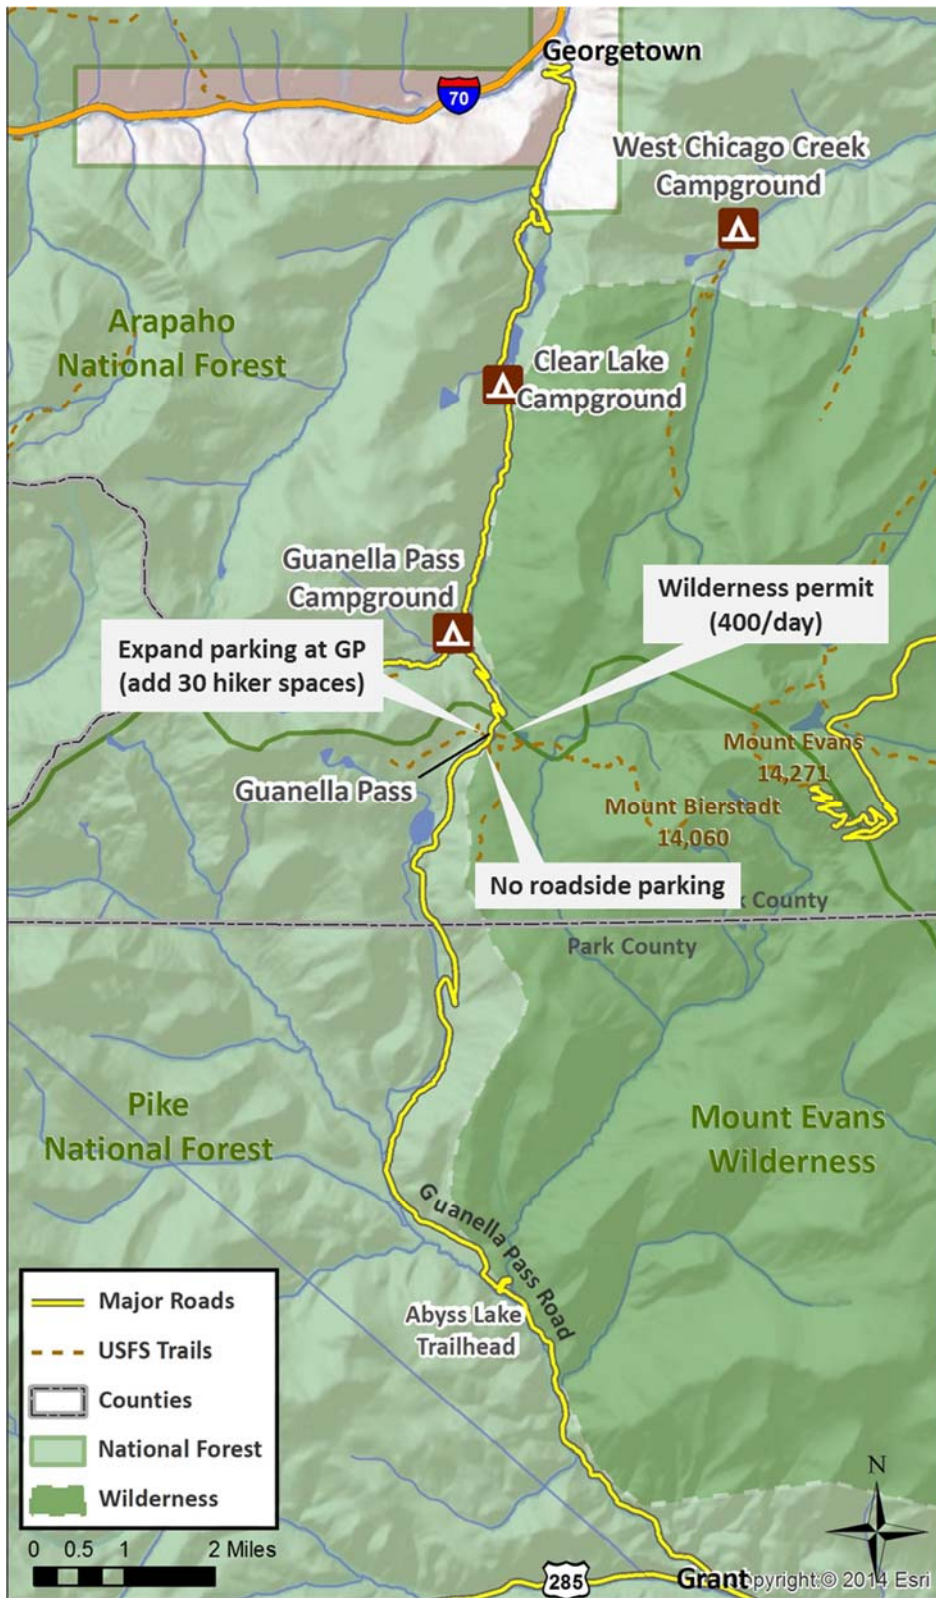 Georgetown
70
West Chicago Creek
Campground
Arapaho
National Forest
Clear Lake
Campground
Guanella Pass
Campground
Wilderness permit
(400/day)
Expand parking at GP
(add 30 hiker spaces)
Mount Evans
14,271
Guanella Pass
Mount Bierstadt
14,060
No roadside parking
County
Park County
Pike
National Forest
Mount Evans
Wilderness
Guanella Pass Road
Abyss Lake
Trailhead
Major Roads
USFS Trails
Counties
National Forest
Wilderness
N
0 0.5 1 2 Miles
285
Grant
opyright:© 2014 Esri